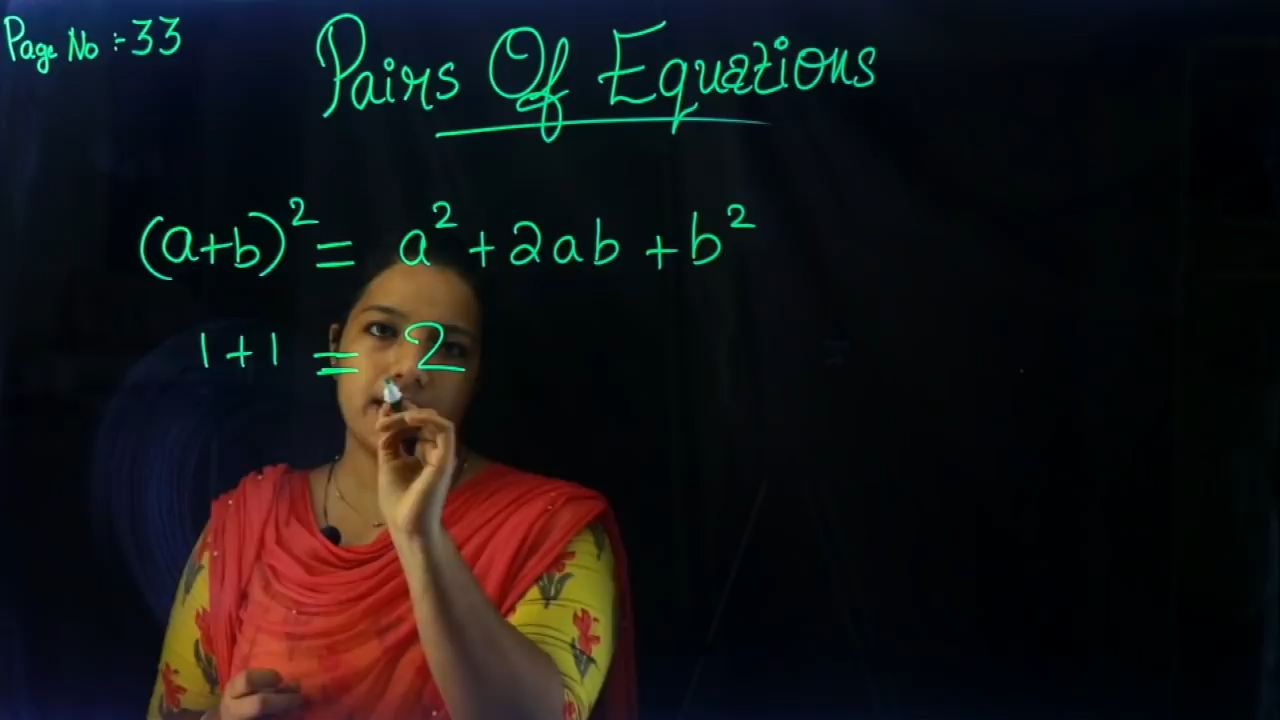 Page No :- 33
Pairs Of Equations
(a+b)² = a² + 2ab + b²
1 + 1 = 2